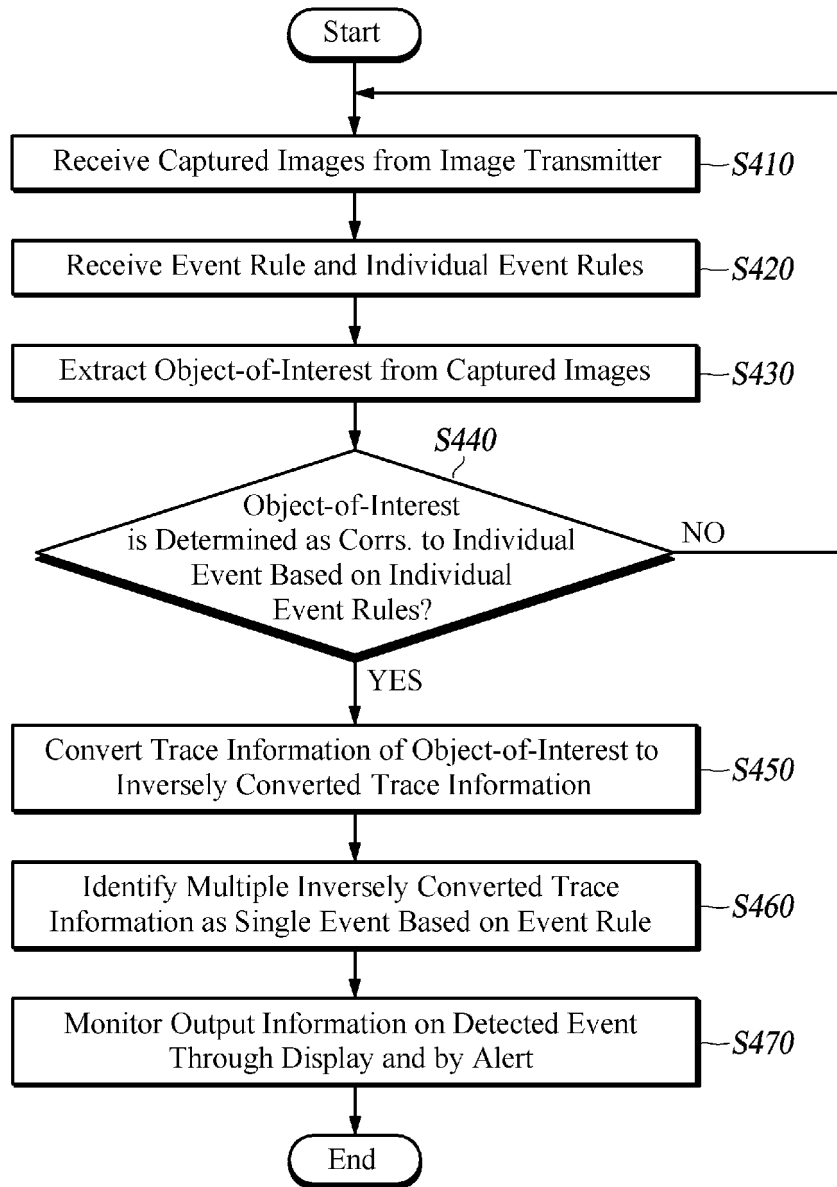 Start
Receive Captured Images from Image Transmitter
S410
Receive Event Rule and Individual Event Rules
S420
Extract Object-of-Interest from Captured Images
S430
S440
Object-of-Interest
is Determined as Corrs. to Individual
Event Based on Individual
Event Rules?
NO
YES
Convert Trace Information of Object-of-Interest to
Inversely Converted Trace Information
S450
Identify Multiple Inversely Converted Trace
Information as Single Event Based on Event Rule
S460
Monitor Output Information on Detected Event
Through Display and by Alert
S470
End